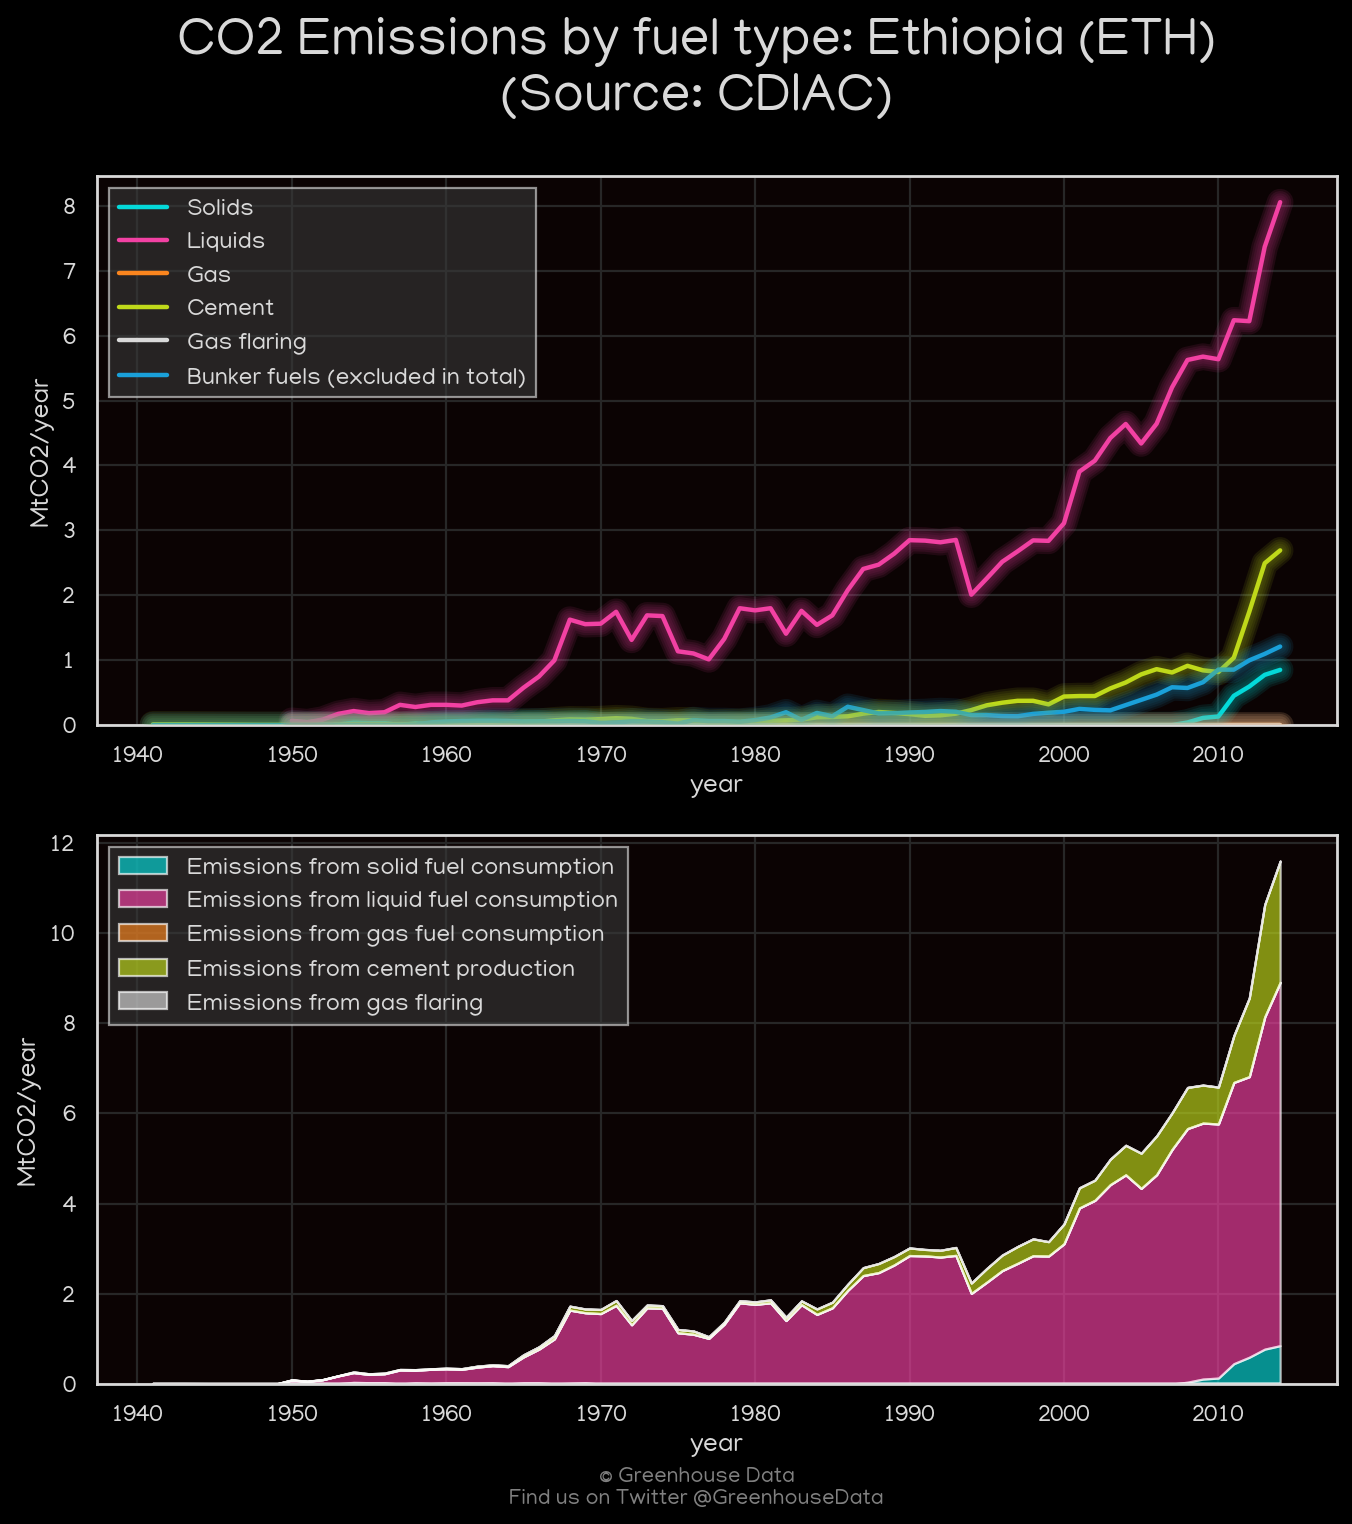 CO2 Emissions by fuel type: Ethiopia (ETH)
(Source: CDIAC)
Solids
Liquids
Gas
Cement
Gas flaring
Bunker fuels (excluded in total)
MtCO2/year
8
7
6
5
4
3
2
1
0
1940 1950 1960 1970 1980 1990 2000 2010
year
Emissions from solid fuel consumption
Emissions from liquid fuel consumption
Emissions from gas fuel consumption
Emissions from cement production
Emissions from gas flaring
MtCO2/year
12
10
8
6
4
2
0
1940 1950 1960 1970 1980 1990 2000 2010
year
© Greenhouse Data
Find us on Twitter @GreenhouseData